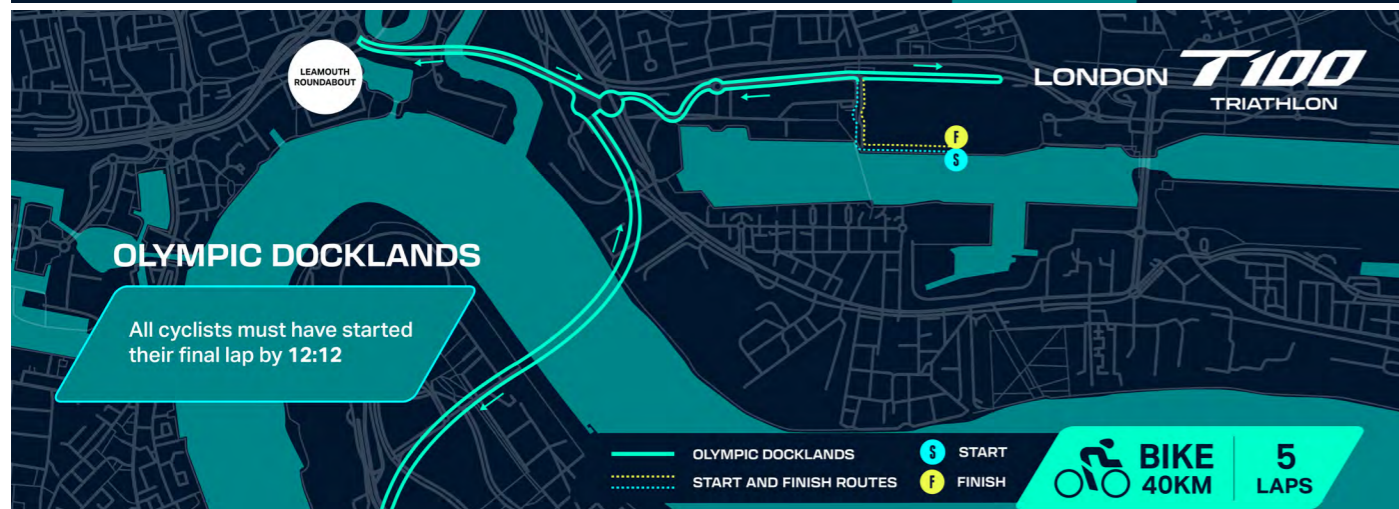 LEAMOUTH
ROUNDABOUT
LONDON T100
TRIATHLON
F
S
OLYMPIC DOCKLANDS
All cyclists must have started
their final lap by 12:12
OLYMPIC DOCKLANDS
START AND FINISH ROUTES
S START
F FINISH
BIKE
40KM
5
LAPS